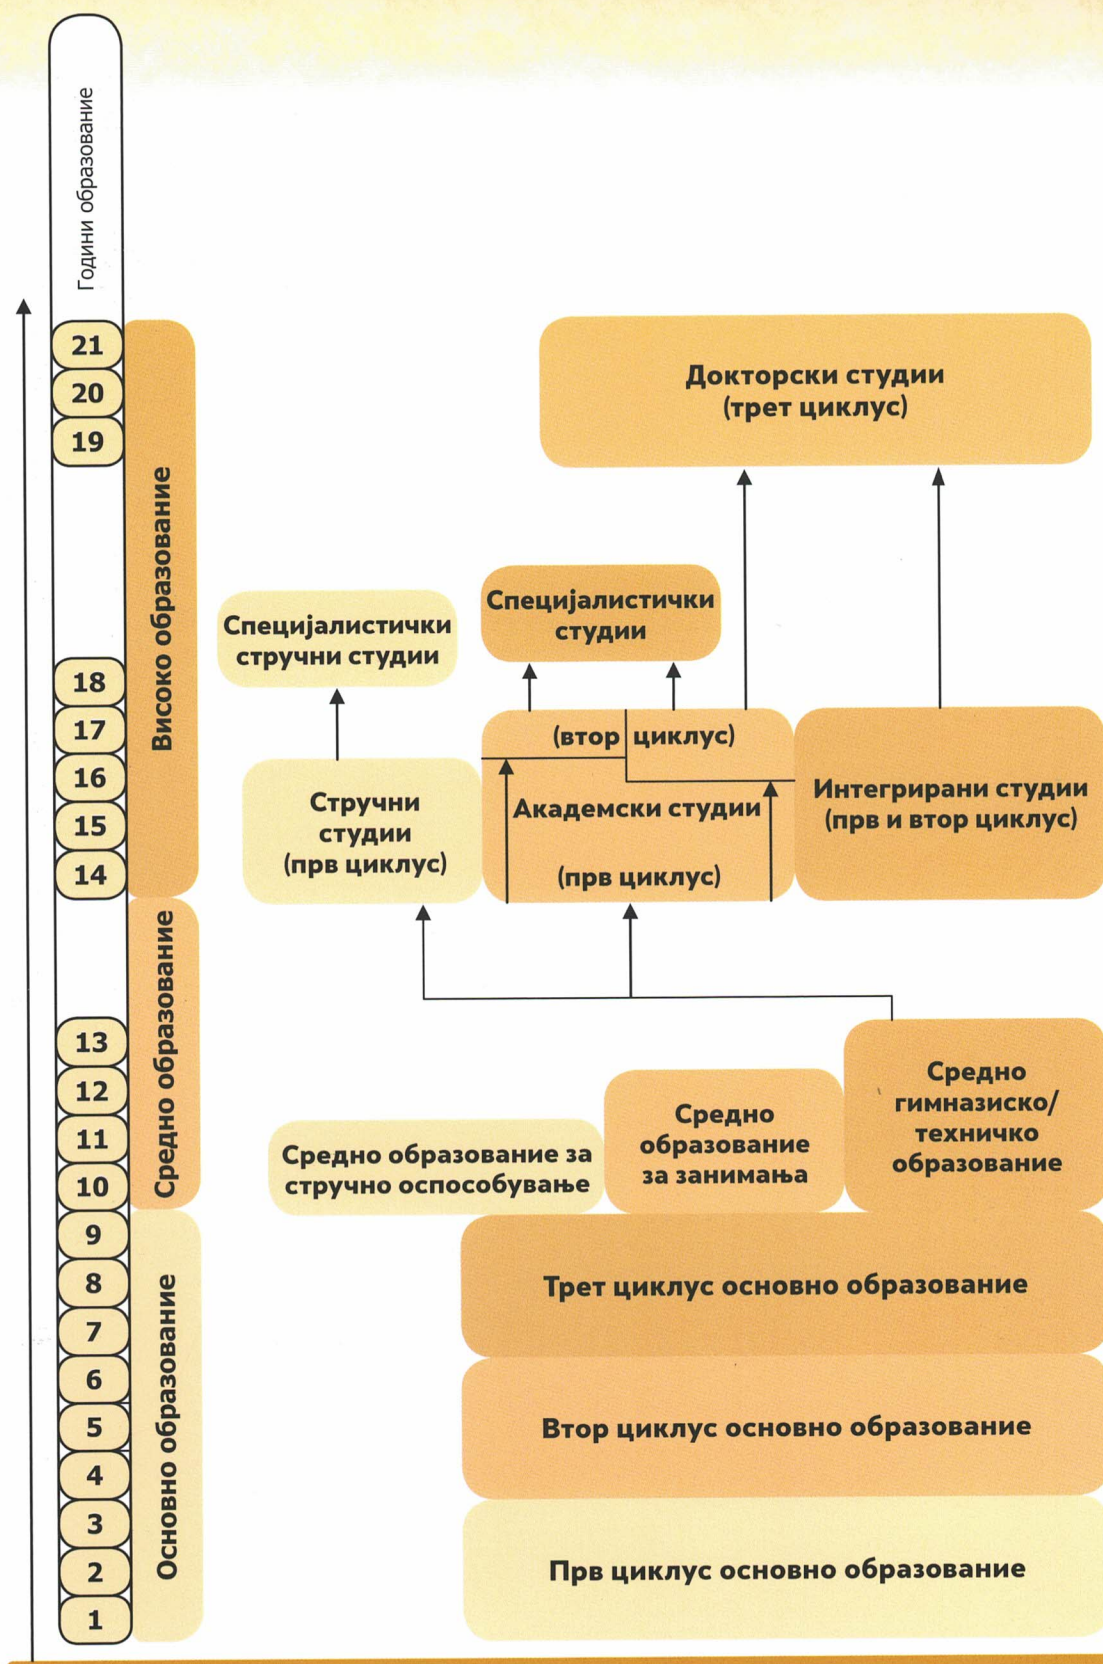 Години образование
21
20
19
18
17
16
15
14
13
12
11
10
9
8
7
6
5
4
3
2
1
Високо образование
Средно образование
Основно образование
Докторски студии
(трет циклус)
Специјалистички
стручни студии
Специјалистички
студии
Стручни
студии
(прв циклус)
(втор циклус)
Академски студии
(прв циклус)
Интегрирани студии
(прв и втор циклус)
Средно образование за
стручно оспособување
Средно
образование
за занимања
Средно
гимназиско/
техничко
образование
Трет циклус основно образование
Втор циклус основно образование
Прв циклус основно образование